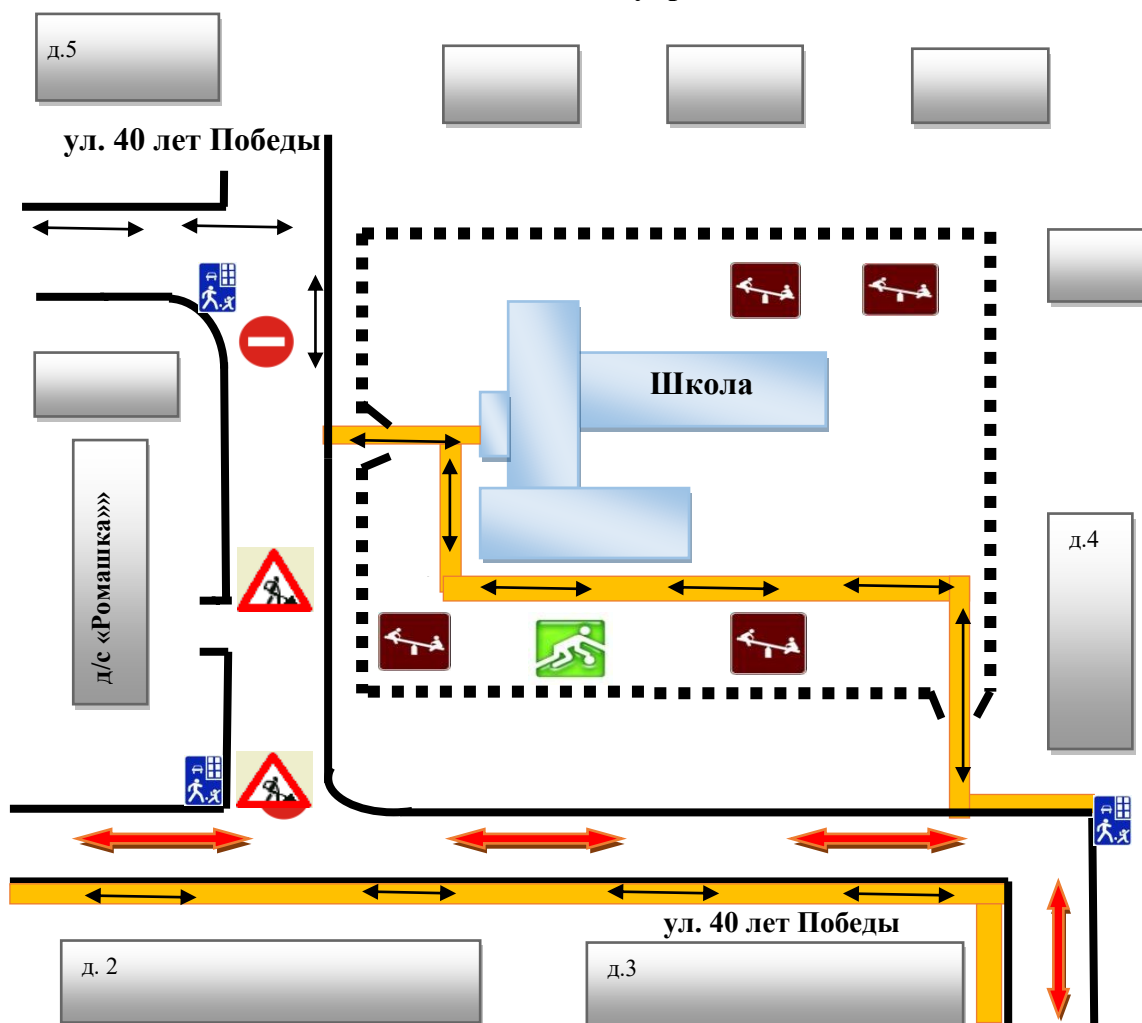 д.5
ул. 40 лет Победы
Школа
д/с «Ромашка»»
д.4
ул. 40 лет Победы
д. 2
д.3